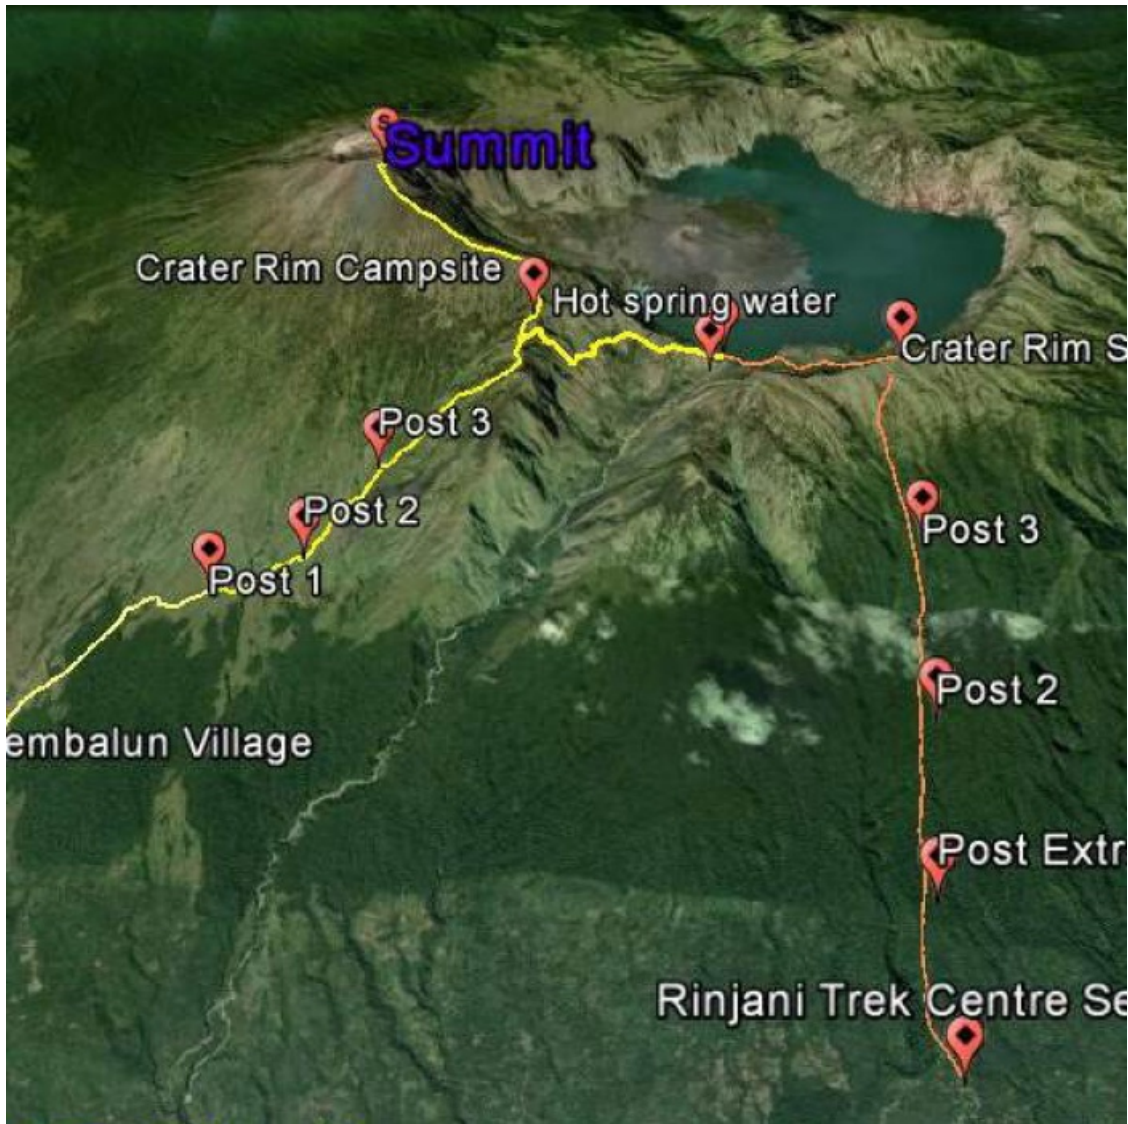 Summit
Crater Rim Campsite
Hot spring water
Crater Rim S
Post 3
Post 2
Post 1
embalun Village
Post 3
Post 2
Post Extr
Rinjani Trek Centre Se